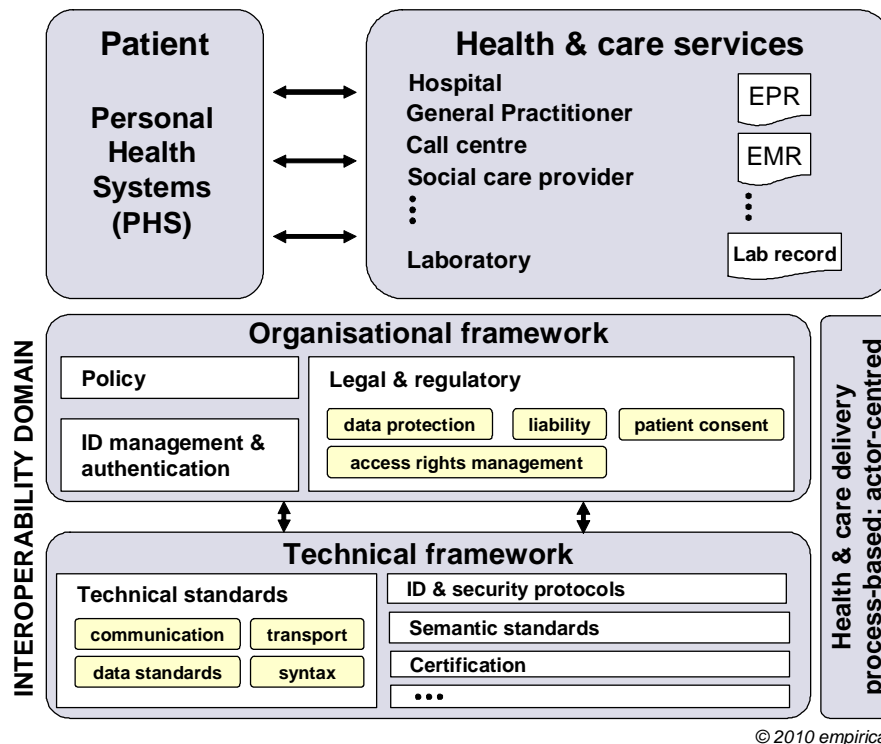 Patient
Personal
Health
Systems
(PHS)
Health & care services
Hospital
General Practitioner
Call centre
Social care provider
Laboratory
EPR
EMR
Lab record
INTEROPERABILITY DOMAIN
Organisational framework
Policy
ID management &
authentication
Legal & regulatory
data protection
liability
patient consent
access rights management
Technical framework
Technical standards
communication
transport
data standards
syntax
ID & security protocols
Semantic standards
Certification
•••
Health & care delivery
process-based; actor-centred
© 2010 empirica